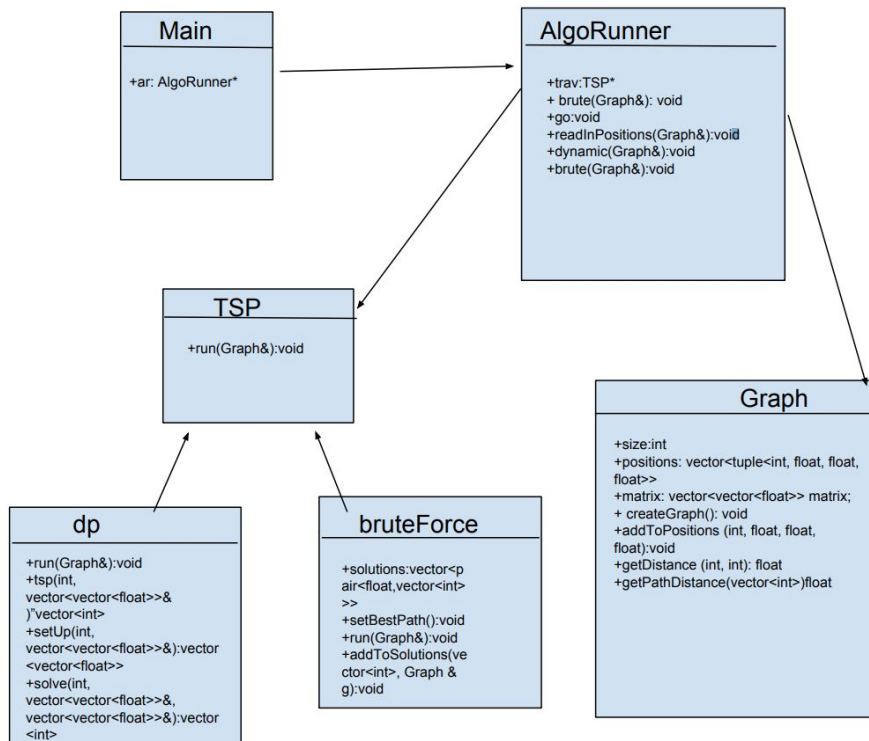 Main
+ar: AlgoRunner*
AlgoRunner
+trav:TSP*
+ brute(Graph&): void
+go:void
+readInPositions(Graph&):void
+dynamic(Graph&):void
+brute(Graph&):void
TSP
+run(Graph&):void
Graph
+size:int
+positions: vector<tuple<int, float, float,
float>>
+matrix: vector<vector<float>> matrix;
+ createGraph(): void
+addToPositions (int, float, float,
float):void
+getDistance (int, int): float
+getPathDistance(vector<int>)float
dp
+run(Graph&):void
+tsp(int,
vector<vector<float>>&
)"vector<int>
+setUp(int,
vector<vector<float>>&):vector
<vector<float>>
+solve(int,
vector<vector<float>>&,
vector<vector<float>>&):vector
<int>
bruteForce
+solutions:vector<p
air<float,vector<int>
>>
+setBestPath():void
+run(Graph&):void
+addToSolutions(ve
ctor<int>, Graph &
g):void